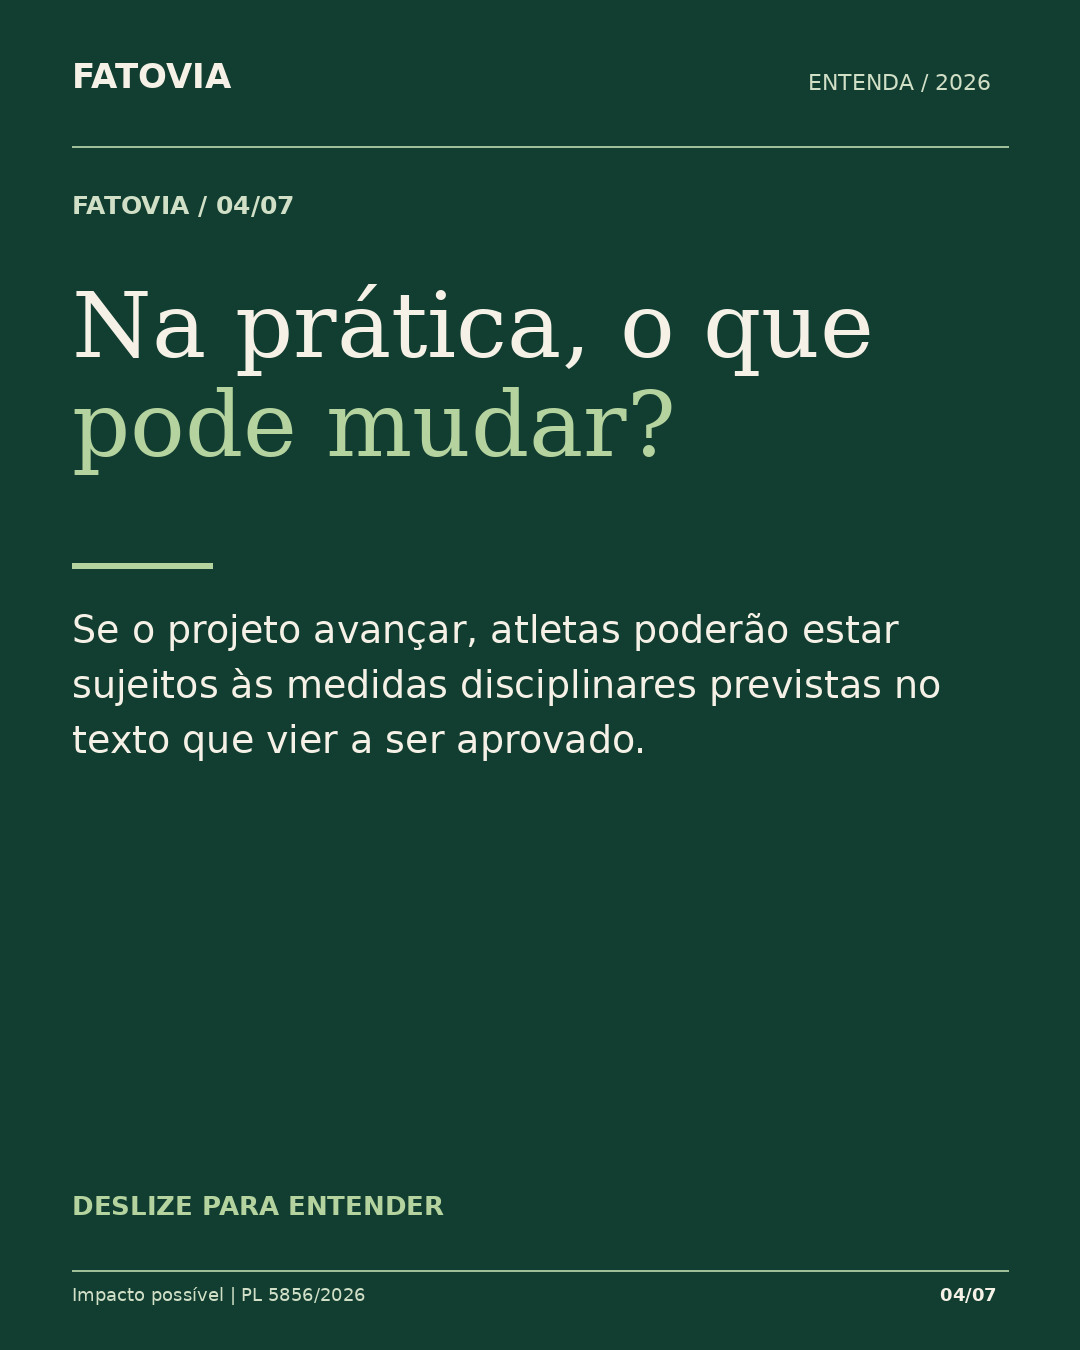 FATOVIA
ENTENDA / 2026
FATOVIA / 04/07
Na prática, o que
pode mudar?
Se o projeto avançar, atletas poderão estar
sujeitos às medidas disciplinares previstas no
texto que vier a ser aprovado.
DESLIZE PARA ENTENDER
Impacto possível | PL 5856/2026
04/07